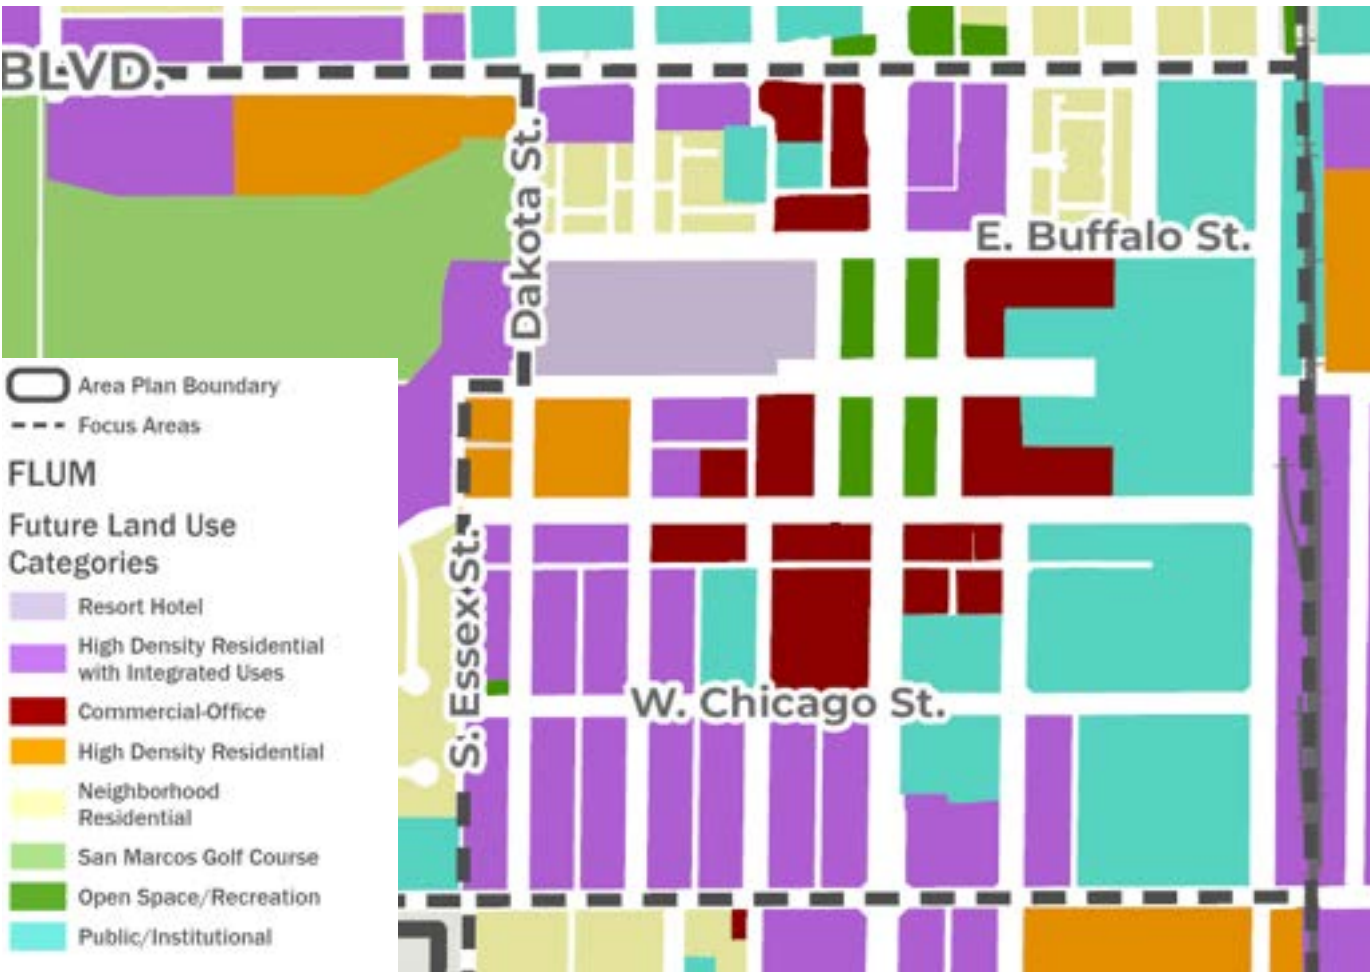 BLVD.
Dakota St.
E. Buffalo St.
Area Plan Boundary
Focus Areas
FLUM
Future Land Use
Categories
Resort Hotel
High Density Residential
with Integrated Uses
Commercial-Office
High Density Residential
Neighborhood
Residential
San Marcos Golf Course
Open Space/Recreation
Public/Institutional
S. Essex St.
W. Chicago St.